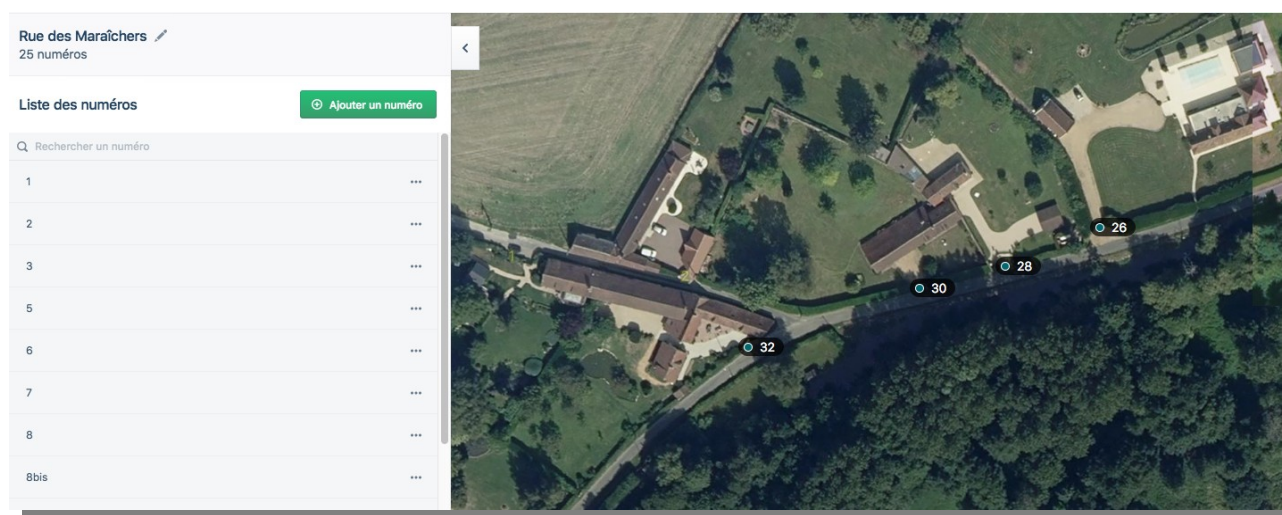 Rue des Maraîchers
25 numéros
Liste des numéros
Ajouter un numéro
Rechercher un numéro
1
2
3
5
6
7
8
8bis
26
28
30
32